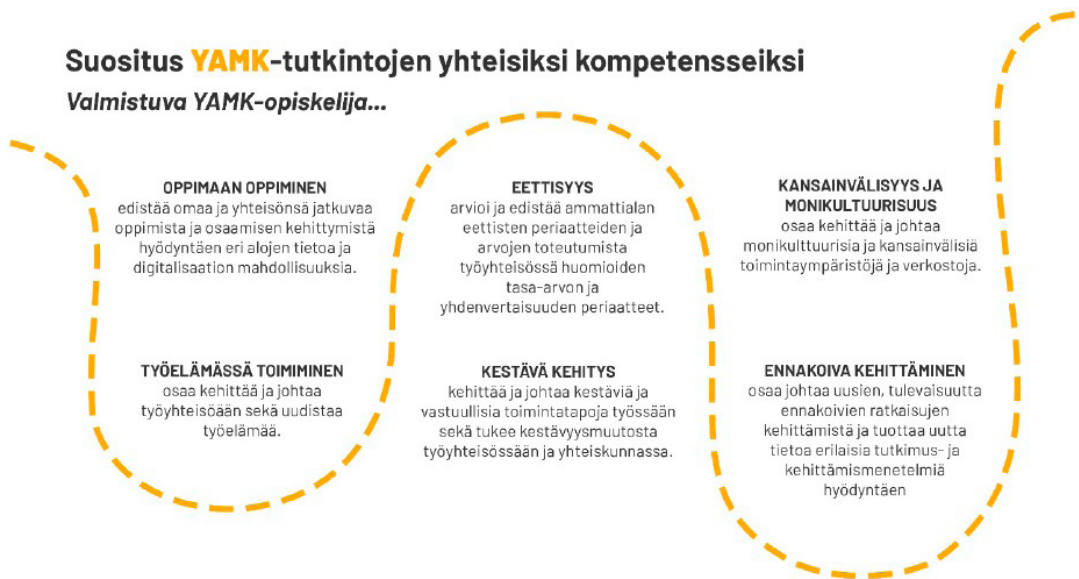 Suositus YAMK-tutkintojen yhteisiksi kompetensseiksi
Valmistuva YAMK-opiskelija...
OPPIMAAN OPPIMINEN
edistää omaa ja yhteisönsä jatkuvaa
oppimista ja osaamisen kehittymistä
hyödyntäen eri alojen tietoa ja
digitalisaation mahdollisuuksia.
TYÖELÄMÄSSÄ TOIMIMINEN
osaa kehittää ja johtaa
työyhteisöään sekä uudistaa
työelämää.
EETTISYYS
arvioi ja edistää ammattialan
eettisten periaatteiden ja
arvojen toteutumista
työyhteisössä huomioiden
tasa-arvon ja
yhdenvertaisuuden periaatteet.
KESTÄVÄ KEHITYS
kehittää ja johtaa kestäviä ja
vastuullisia toimintatapoja työssään
sekä tukee kestävyysmuutosta
työyhteisössään ja yhteiskunnassa.
KANSAINVÄLISYYS JA
MONIKULTUURISUUS
osaa kehittää ja johtaa
monikulttuurisia ja kansainvälisiä
toimintaympäristöjä ja verkostoja.
ENNAKOIVA KEHITTÄMINEN
osaa johtaa uusien, tulevaisuutta
ennakoivien ratkaisujen
kehittämistä ja tuottaa uutta
tietoa erilaisia tutkimus- ja
kehittämismenetelmiä
hyödyntäen